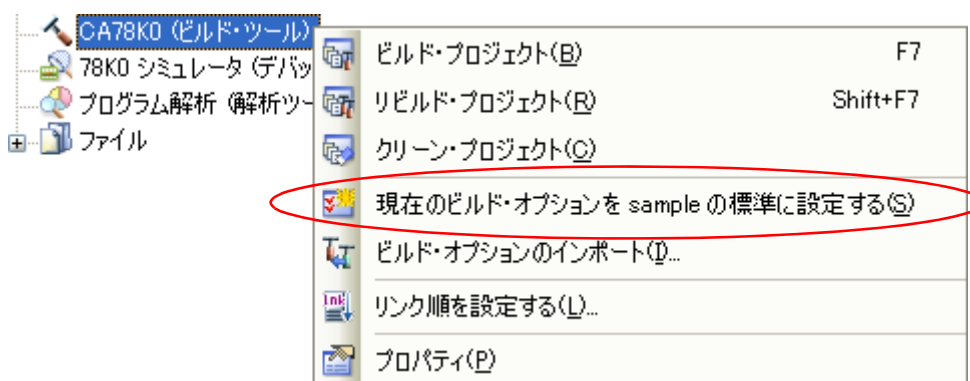 CA78K0 (ビルド・ツール)
78K0 シミュレータ (デバッ
プログラム解析 (解析ツー
ファイル
ビルド・プロジェクト(B) F7
リビルド・プロジェクト(R) Shift+F7
クリーン・プロジェクト(C)
現在のビルド・オプションを sample の標準に設定する(S)
ビルド・オプションのインポート(I)...
リンク順を設定する(L)...
プロパティ(P)